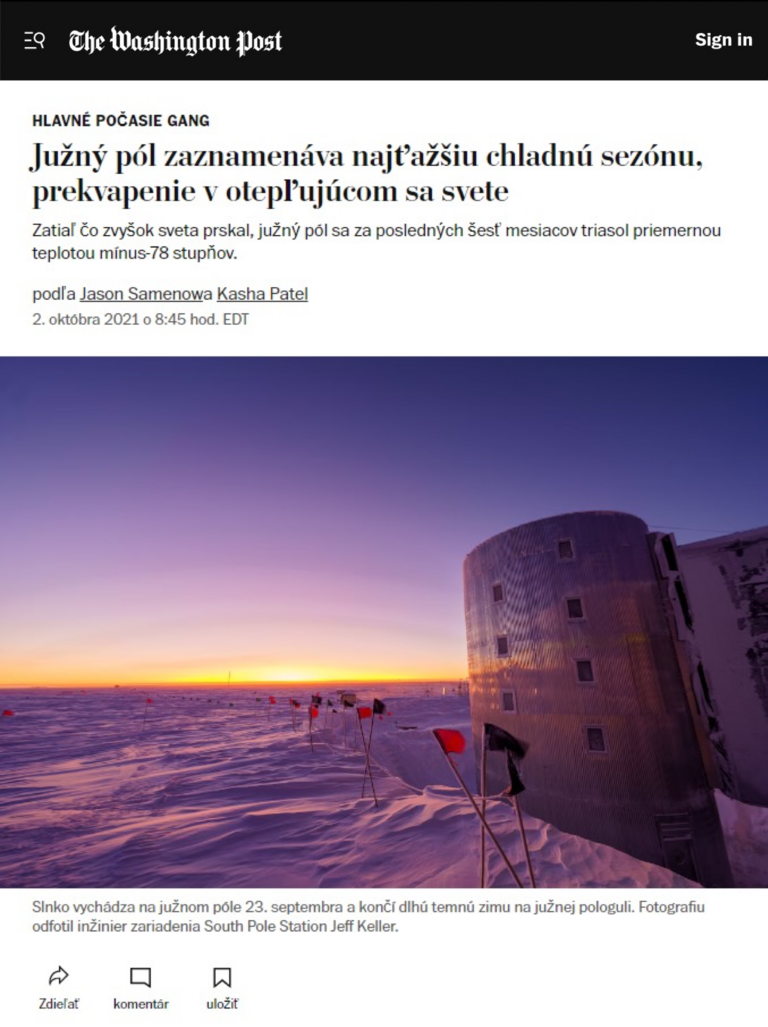 The Washington Post
Sign in
HLAVNÉ POČASIE GANG
Južný pól zaznamenáva najťažšiu chladnú sezónu,
prekvapenie v otepľujúcom sa svete
Zatiaľ čo zvyšok sveta prskal, južný pól sa za posledných šesť mesiacov triasol priemernou
teplotou mínus-78 stupňov.
podľa Jason Samenowa Kasha Patel
2. októbra 2021 o 8:45 hod. EDT
Slnko vychádza na južnom póle 23. septembra a končí dlhú temnú zimu na južnej pologuli. Fotografiu
odfotil inžinier zariadenia South Pole Station Jeff Keller.
Zdieľať
komentár
uložiť